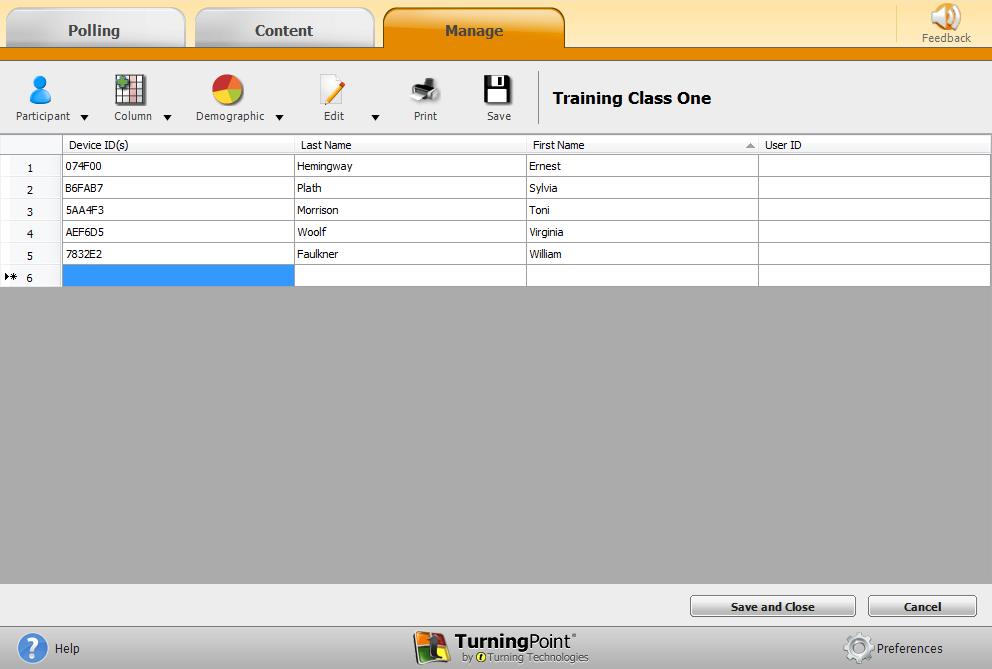 Polling Content Manage Feedback
Participant Column Demographic Edit Print Save Training Class One
Device ID(s) Last Name First Name User ID
1 074F00 Hemingway Ernest
2 B6FAB7 Plath Sylvia
3 5AA4F3 Morrison Toni
4 AEF6D5 Woolf Virginia
5 7832E2 Faulkner William
6
Save and Close Cancel
? Help TurningPoint® Preferences
by Turning Technologies